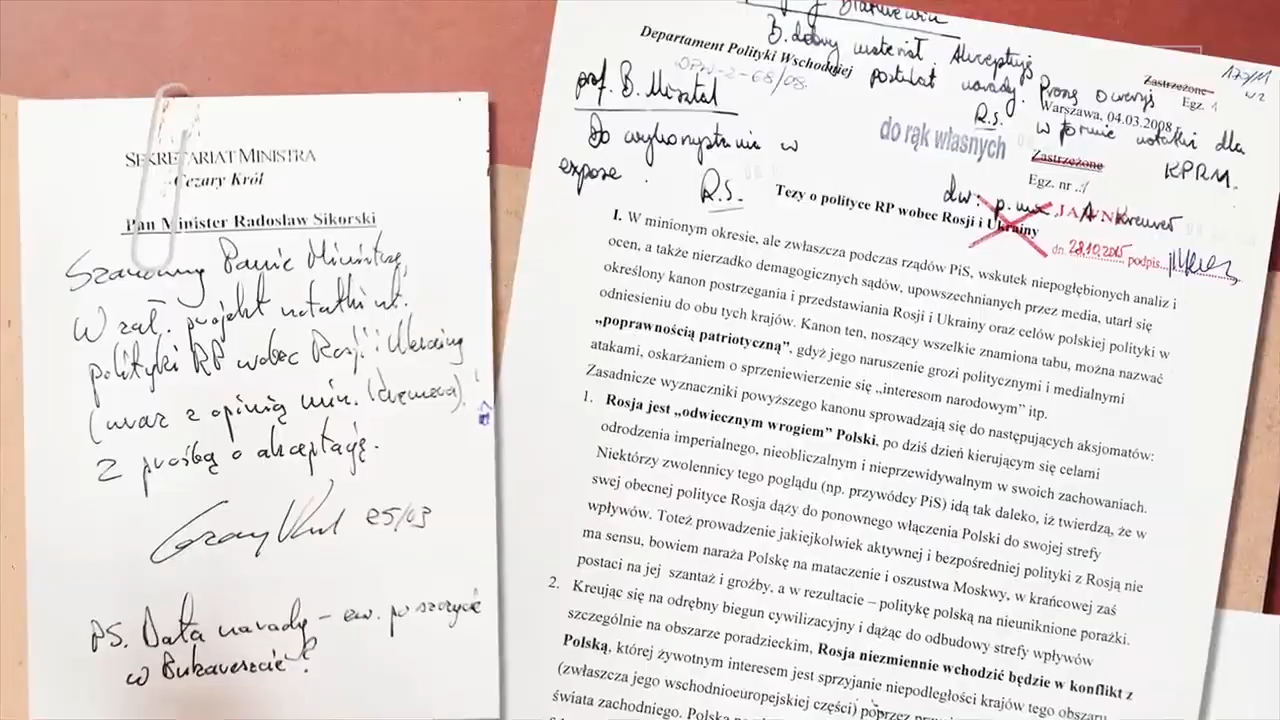 SEKRETARIAT MINISTRA
Cezary Król
Pan Minister Radosław Sikorski
Szanowny Panie Ministrze,
W zał. projekt notatki nt.
polityki RP wobec Rosji i Ukrainy
(wraz z opinią min. Kremera)
z prośbą o akceptację.
Cezary Król 25/03
PS. Data narady – ew. po szczycie
w Bukareszcie?
B. dobry materiał. Akceptuję
postulat narady. Proszę o
w formie notatki dla
KPRM.
R.S.
Departament Polityki Wschodniej
DPW-2-68/08.
prof. B. Misztal
Do wykorzystania w
expose.
R.S.
do rąk własnych
Zastrzeżone
Egz. 1
Warszawa, 04.03.2008
Zastrzeżone
Egz. nr
dw: p. min. A Kremer
JAWNE
dn. 28.10.2015 podpis
Tezy o polityce RP wobec Rosji i Ukrainy
I. W minionym okresie, ale zwłaszcza podczas rządów PiS, wskutek niepogłębionych analiz i
ocen, a także nierzadko demagogicznych sądów, upowszechnianych przez media, utarł się
określony kanon postrzegania i przedstawiania Rosji i Ukrainy oraz celów polskiej polityki w
odniesieniu do obu tych krajów. Kanon ten, noszący wszelkie znamiona tabu, można nazwać
„poprawnością patriotyczną", gdyż jego naruszenie grozi politycznymi i medialnymi
atakami, oskarżaniem o sprzeniewierzenie się „interesom narodowym" itp.
Zasadnicze wyznaczniki powyższego kanonu sprowadzają się do następujących aksjomatów:
1. Rosja jest „odwiecznym wrogiem" Polski, po dziś dzień kierującym się celami
odrodzenia imperialnego, nieobliczalnym i nieprzewidywalnym w swoich zachowaniach.
Niektórzy zwolennicy tego poglądu (np. przywódcy PiS) idą tak daleko, iż twierdzą, że w
swej obecnej polityce Rosja dąży do ponownego włączenia Polski do swojej strefy
wpływów. Toteż prowadzenie jakiejkolwiek aktywnej i bezpośredniej polityki z Rosją nie
ma sensu, bowiem naraża Polskę na mataczenie i oszustwa Moskwy, w krańcowej zaś
postaci na jej szantaż i groźby, a w rezultacie – politykę polską na nieuniknione porażki.
2. Kreując się na odrębny biegun cywilizacyjny i dążąc do odbudowy strefy wpływów
szczególnie na obszarze poradzieckim, Rosja niezmiennie wchodzić będzie w konflikt z
Polską, której żywotnym interesem jest sprzyjanie niepodległości krajów tego obszaru
(zwłaszcza jego wschodnioeuropejskiej części) poprzez
świata zachodniego. Polska